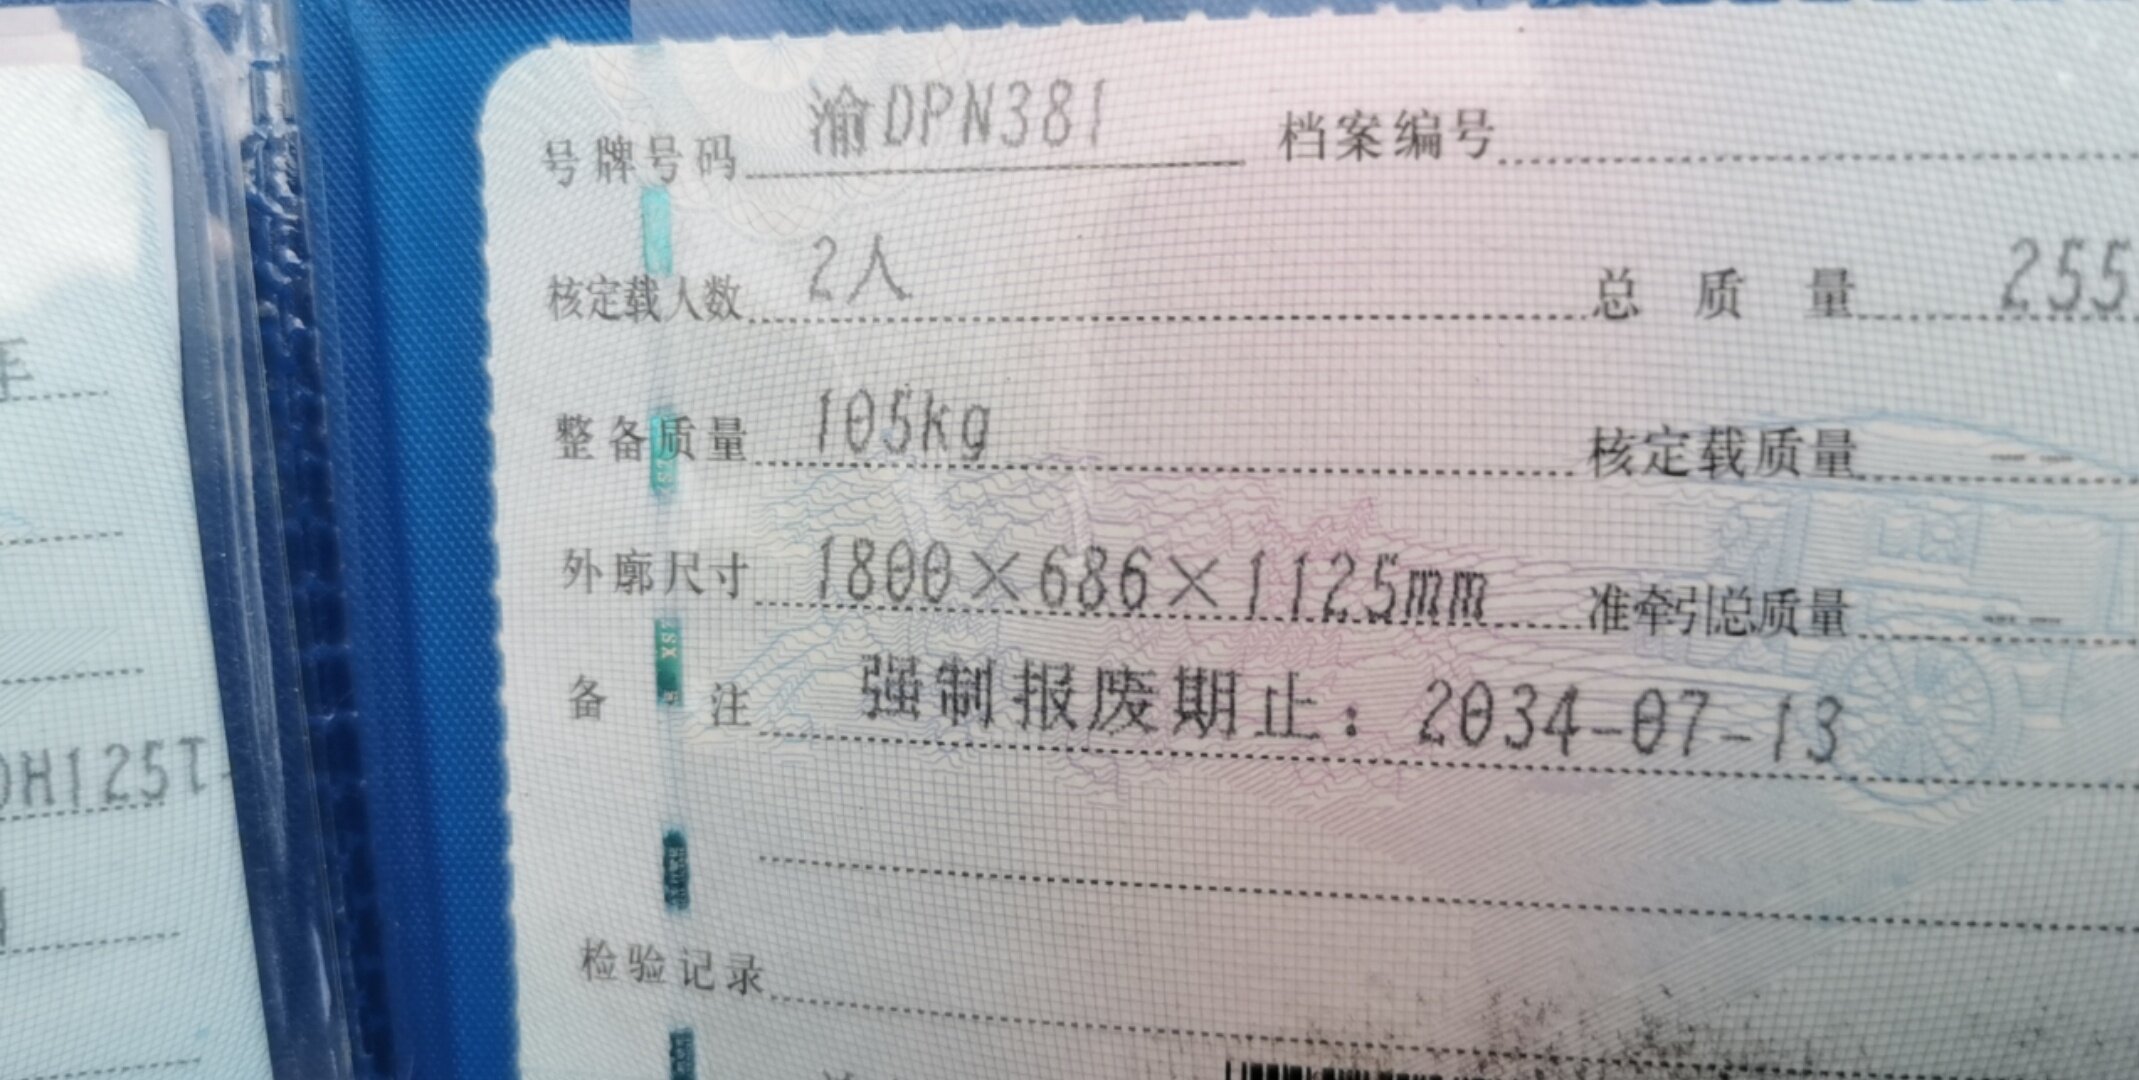 号牌号码 渝DPN381 档案编号
核定载人数 2人 总质量 255
整备质量 105kg 核定载质量 --
外廓尺寸 1800×686×1125mm 准牵引总质量 --
备注 强制报废期止：2034-07-13
检验记录
H125T-